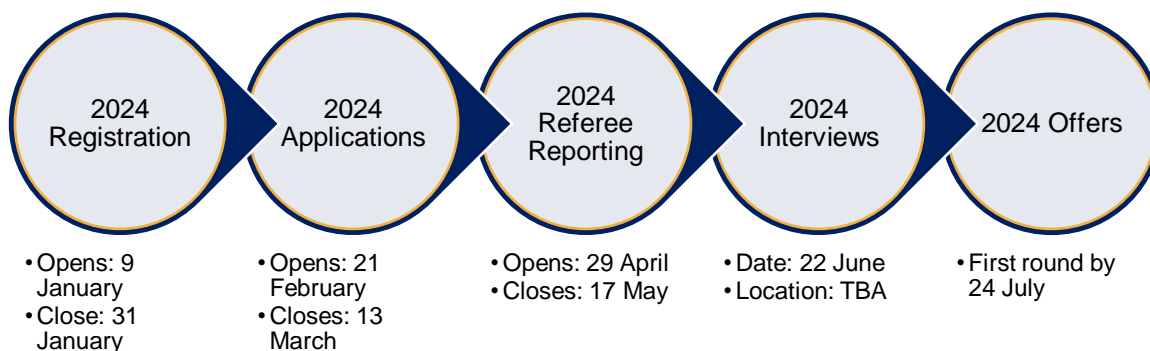 2024
Registration
2024
Applications
2024
Referee
Reporting
2024
Interviews
2024 Offers
• Opens: 9
January
• Close: 31
January
• Opens: 21
February
• Closes: 13
March
• Opens: 29 April
• Closes: 17 May
• Date: 22 June
• Location: TBA
• First round by
24 July